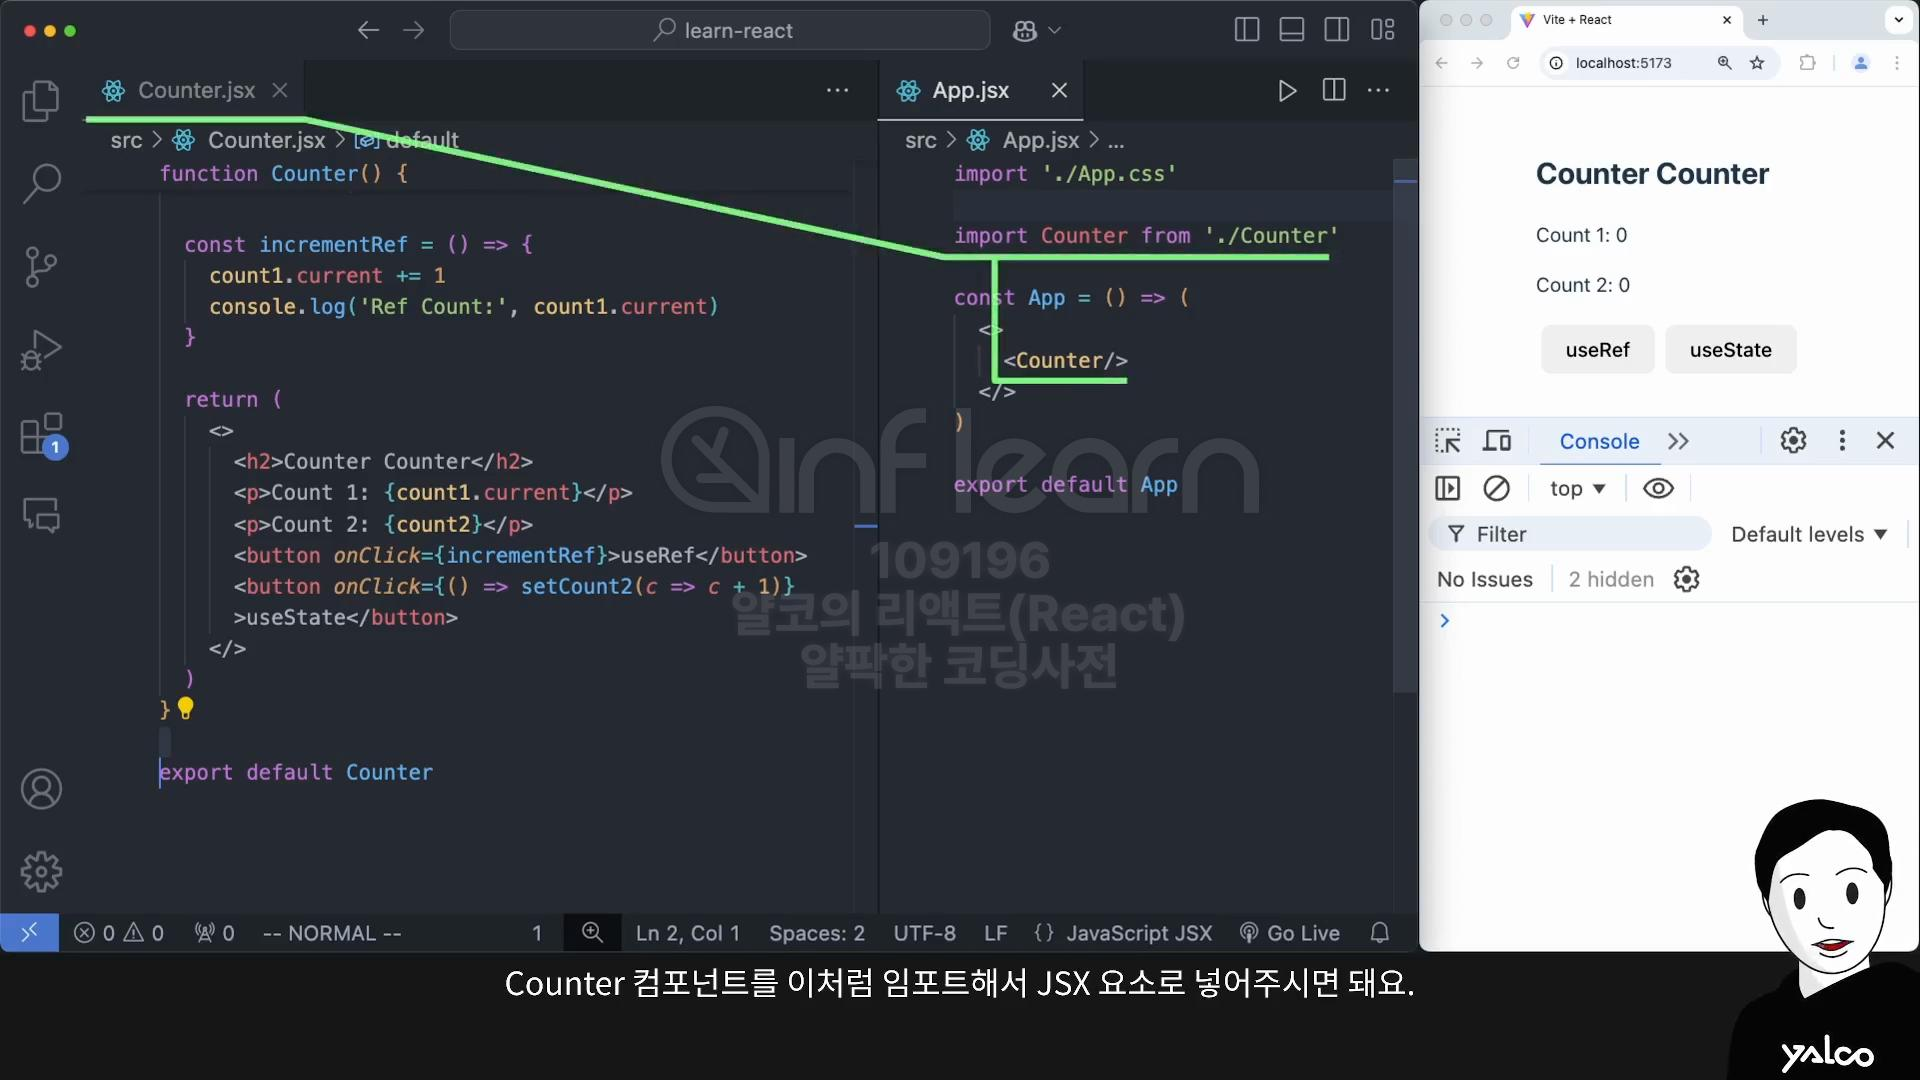 learn-react
Counter.jsx
src > Counter.jsx > default
function Counter() {
const incrementRef = () => {
count1.current += 1
console.log('Ref Count:', count1.current)
}
return (
<>
<h2>Counter Counter</h2>
<p>Count 1: {count1.current}</p>
<p>Count 2: {count2}</p>
<button onClick={incrementRef}>useRef</button>
<button onClick={() => setCount2(c => c + 1)}
>useState</button>
</>
)
}
export default Counter
App.jsx
src > App.jsx > ...
import './App.css'
import Counter from './Counter'
const App = () => (
<>
<Counter/>
</>
)
export default App
inflearn
109196
얄코의 리액트(React)
얄팍한 코딩사전
1
0 0 0 -- NORMAL -- 1 Ln 2, Col 1 Spaces: 2 UTF-8 LF {} JavaScript JSX Go Live
Vite + React
localhost:5173
Counter Counter
Count 1: 0
Count 2: 0
useRef useState
Console
top
Filter Default levels
No Issues 2 hidden
Counter 컴포넌트를 이처럼 임포트해서 JSX 요소로 넣어주시면 돼요.
yalco